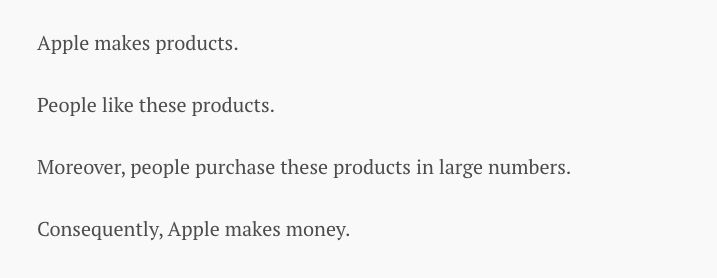 Apple makes products.
People like these products.
Moreover, people purchase these products in large numbers.
Consequently, Apple makes money.